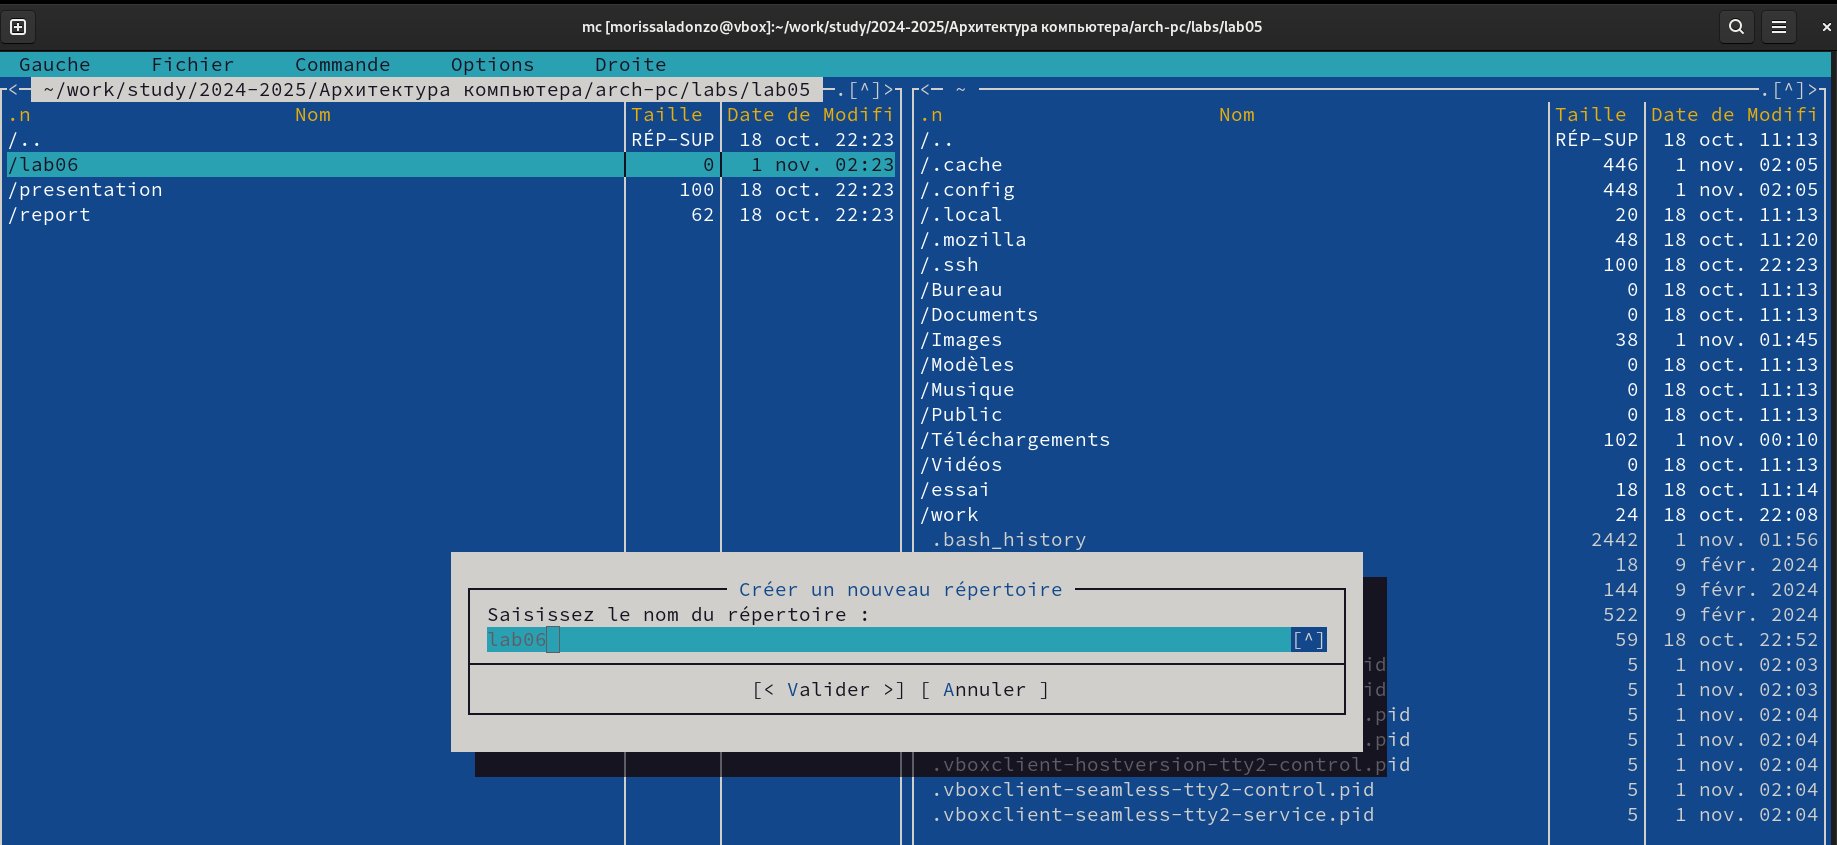 mc [morissaladonzo@vbox]:~/work/study/2024-2025/Архитектура компьютера/arch-pc/labs/lab05
Gauche Fichier Commande Options Droite
<─ ~/work/study/2024-2025/Архитектура компьютера/arch-pc/labs/lab05 ─.[^]>
.n Nom Taille Date de Modifi
/.. RÉP-SUP 18 oct. 22:23
/lab06 0 1 nov. 02:23
/presentation 100 18 oct. 22:23
/report 62 18 oct. 22:23
<─ ~ ─.[^]>
.n Nom Taille Date de Modifi
/.. RÉP-SUP 18 oct. 11:13
/.cache 446 1 nov. 02:05
/.config 448 1 nov. 02:05
/.local 20 18 oct. 11:13
/.mozilla 48 18 oct. 11:20
/.ssh 100 18 oct. 22:23
/Bureau 0 18 oct. 11:13
/Documents 0 18 oct. 11:13
/Images 38 1 nov. 01:45
/Modèles 0 18 oct. 11:13
/Musique 0 18 oct. 11:13
/Public 0 18 oct. 11:13
/Téléchargements 102 1 nov. 00:10
/Vidéos 0 18 oct. 11:13
/essai 18 18 oct. 11:14
/work 24 18 oct. 22:08
.bash_history 2442 1 nov. 01:56
18 9 févr. 2024
144 9 févr. 2024
522 9 févr. 2024
59 18 oct. 22:52
id 5 1 nov. 02:03
id 5 1 nov. 02:03
.pid 5 1 nov. 02:04
.pid 5 1 nov. 02:04
.vboxclient-hostversion-tty2-control.pid 5 1 nov. 02:04
.vboxclient-seamless-tty2-control.pid 5 1 nov. 02:04
.vboxclient-seamless-tty2-service.pid 5 1 nov. 02:04
Créer un nouveau répertoire
Saisissez le nom du répertoire :
lab06 [^]
[< Valider >] [ Annuler ]